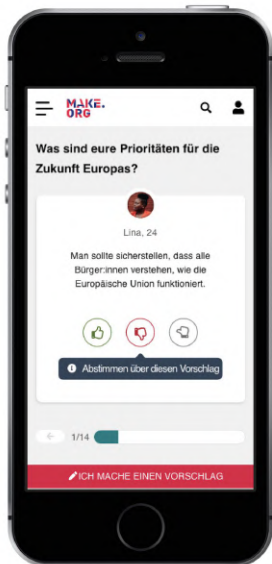 MAKE.
ORG
Was sind eure Prioritäten für die
Zukunft Europas?
Lina, 24
Man sollte sicherstellen, dass alle
Bürger:innen verstehen, wie die
Europäische Union funktioniert.
Abstimmen über diesen Vorschlag
1/14
ICH MACHE EINEN VORSCHLAG